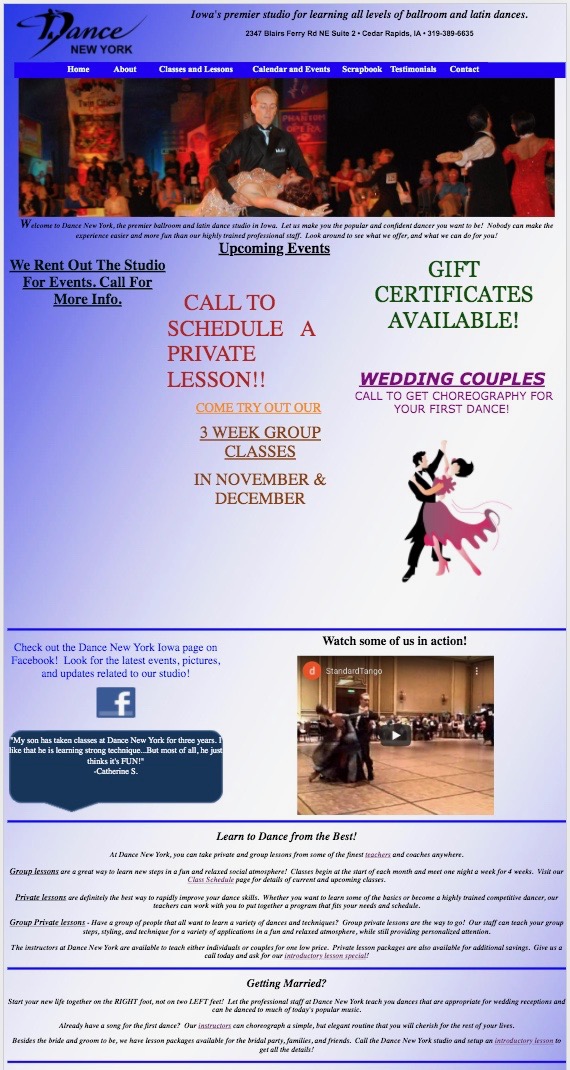 Dance
NEW YORK
Iowa's premier studio for learning all levels of ballroom and latin dances.
2347 Blairs Ferry Rd NE Suite 2 • Cedar Rapids, IA • 319-389-6635
Home About Classes and Lessons Calendar and Events Scrapbook Testimonials Contact
Welcome to Dance New York, the premier ballroom and latin dance studio in Iowa. Let us make you the popular and confident dancer you want to be! Nobody can make the
experience easier and more fun than our highly trained professional staff. Look around to see what we offer, and what we can do for you!
Upcoming Events
We Rent Out The Studio
For Events. Call For
More Info.
CALL TO
SCHEDULE A
PRIVATE
LESSON!!
COME TRY OUT OUR
3 WEEK GROUP
CLASSES
IN NOVEMBER &
DECEMBER
GIFT
CERTIFICATES
AVAILABLE!
WEDDING COUPLES
CALL TO GET CHOREOGRAPHY FOR
YOUR FIRST DANCE!
Check out the Dance New York Iowa page on
Facebook! Look for the latest events, pictures,
and updates related to our studio!
f
"My son has taken classes at Dance New York for three years. I
like that he is learning strong technique...But most of all, he just
thinks it's FUN!"
-Catherine S.
Watch some of us in action!
d StandardTango
Learn to Dance from the Best!
At Dance New York, you can take private and group lessons from some of the finest teachers and coaches anywhere.
Group lessons are a great way to learn new steps in a fun and relaxed social atmosphere! Classes begin at the start of each month and meet one night a week for 4 weeks. Visit our
Class Schedule page for details of current and upcoming classes.
Private lessons are definitely the best way to rapidly improve your dance skills. Whether you want to learn some of the basics or become a highly trained competitive dancer, our
teachers can work with you to put together a program that fits your needs and schedule.
Group Private lessons - Have a group of people that all want to learn a variety of dances and techniques? Group private lessons are the way to go! Our staff can teach your group
steps, styling, and technique for a variety of applications in a fun and relaxed atmosphere, while still providing personalized attention.
The instructors at Dance New York are available to teach either individuals or couples for one low price. Private lesson packages are also available for additional savings. Give us a
call today and ask for our introductory lesson special!
Getting Married?
Start your new life together on the RIGHT foot, not on two LEFT feet! Let the professional staff at Dance New York teach you dances that are appropriate for wedding receptions and
can be danced to much of today's popular music.
Already have a song for the first dance? Our instructors can choreograph a simple, but elegant routine that you will cherish for the rest of your lives.
Besides the bride and groom to be, we have lesson packages available for the bridal party, families, and friends. Call the Dance New York studio and setup an introductory lesson to
get all the details!